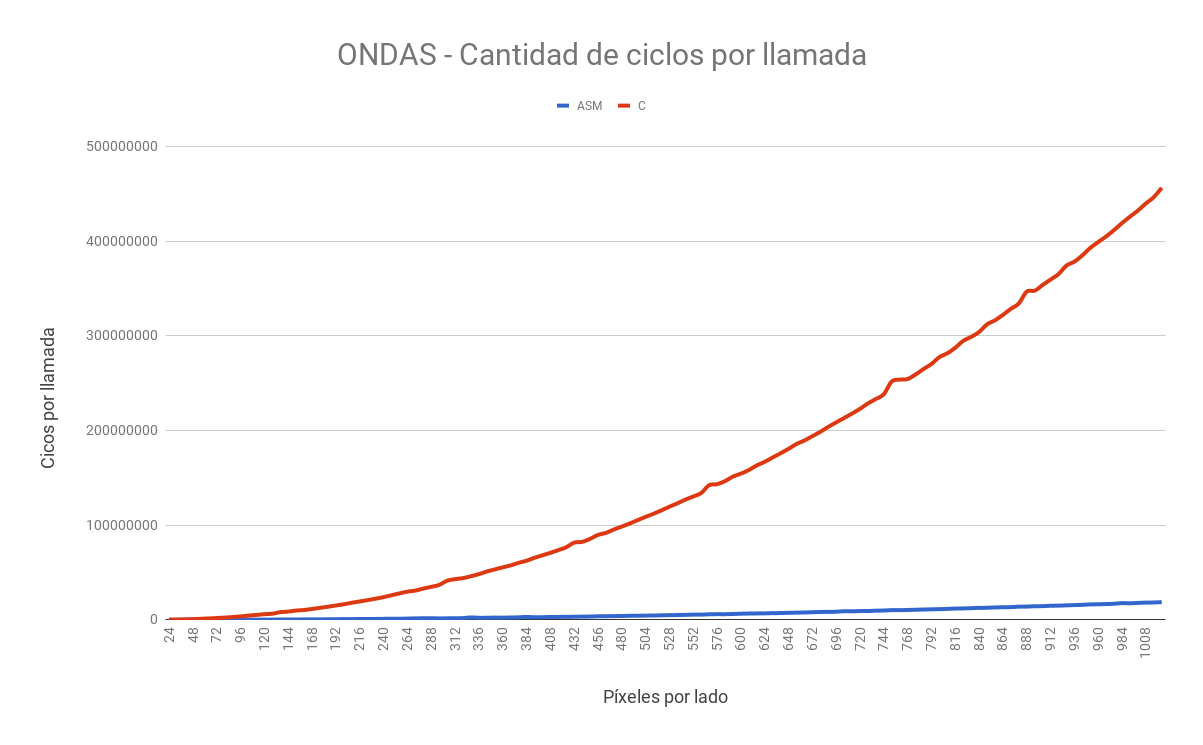 ONDAS - Cantidad de ciclos por llamada
ASM C
500000000
400000000
300000000
200000000
100000000
0
Cicos por llamada
24 48 72 96 120 144 168 192 216 240 264 288 312 336 360 384 408 432 456 480 504 528 552 576 600 624 648 672 696 720 744 768 792 816 840 864 888 912 936 960 984 1008
Píxeles por lado